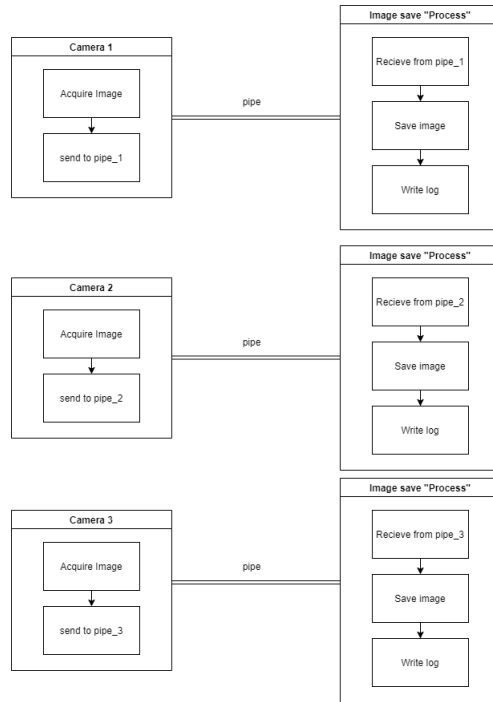 Camera 1
Acquire Image
send to pipe_1
pipe
Image save "Process"
Recieve from pipe_1
Save image
Write log
Camera 2
Acquire Image
send to pipe_2
pipe
Image save "Process"
Recieve from pipe_2
Save image
Write log
Camera 3
Acquire Image
send to pipe_3
pipe
Image save "Process"
Recieve from pipe_3
Save image
Write log